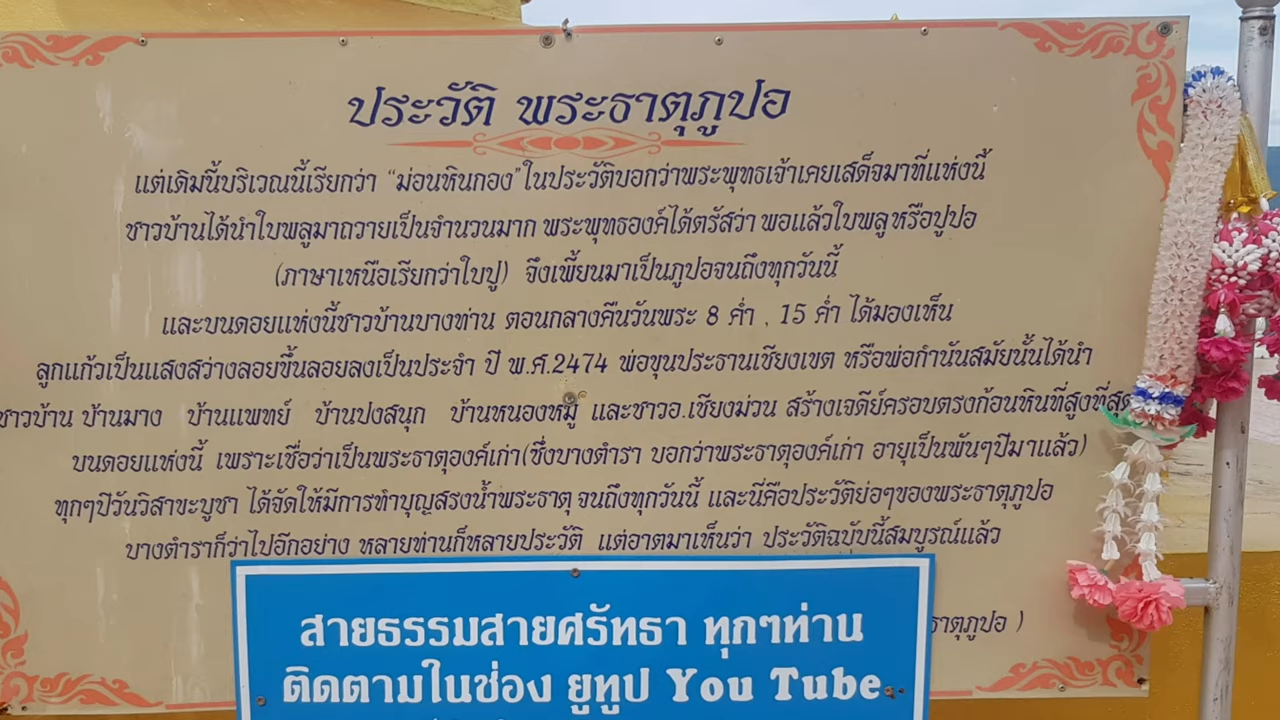 ประวัติ พระธาตุภูปอ
แต่เดิมนี้บริเวณนี้เรียกว่า “ม่อนหินกอง”ในประวัติบอกว่าพระพุทธเจ้าเคยเสด็จมาที่แห่งนี้
ชาวบ้านได้นำใบพลูมาถวายเป็นจำนวนมาก พระพุทธองค์ได้ตรัสว่า พอแล้วใบพลูหรือปูปอ
(ภาษาเหนือเรียกว่าใบปู) จึงเพี้ยนมาเป็นภูปอจนถึงทุกวันนี้
และบนดอยแห่งนี้ชาวบ้านบางท่าน ตอนกลางคืนวันพระ 8 ค่ำ , 15 ค่ำ ได้มองเห็น
ลูกแก้วเป็นแสงสว่างลอยขึ้นลอยลงเป็นประจำ ปี พ.ศ.2474 พ่อขุนประธานเชียงเขต หรือพ่อกำนันสมัยนั้นได้นำ
ชาวบ้าน บ้านมาง บ้านแพทย์ บ้านปงสนุก บ้านหนองหมู และชาวอ.เชียงม่วน สร้างเจดีย์ครอบตรงก้อนหินที่สูงที่สุด
บนดอยแห่งนี้ เพราะเชื่อว่าเป็นพระธาตุองค์เก่า(ซึ่งบางตำรา บอกว่าพระธาตุองค์เก่า อายุเป็นพันๆปีมาแล้ว)
ทุกๆปีวันวิสาขะบูชา ได้จัดให้มีการทำบุญสรงน้ำพระธาตุ จนถึงทุกวันนี้ และนี่คือประวัติย่อๆของพระธาตุภูปอ
บางตำราก็ว่าไปอีกอย่าง หลายท่านก็หลายประวัติ แต่อาตมาเห็นว่า ประวัติฉบับนี้สมบูรณ์แล้ว
ธาตุภูปอ )
สายธรรมสายศรัทธา ทุกๆท่าน
ติดตามในช่อง ยูทูป You Tube